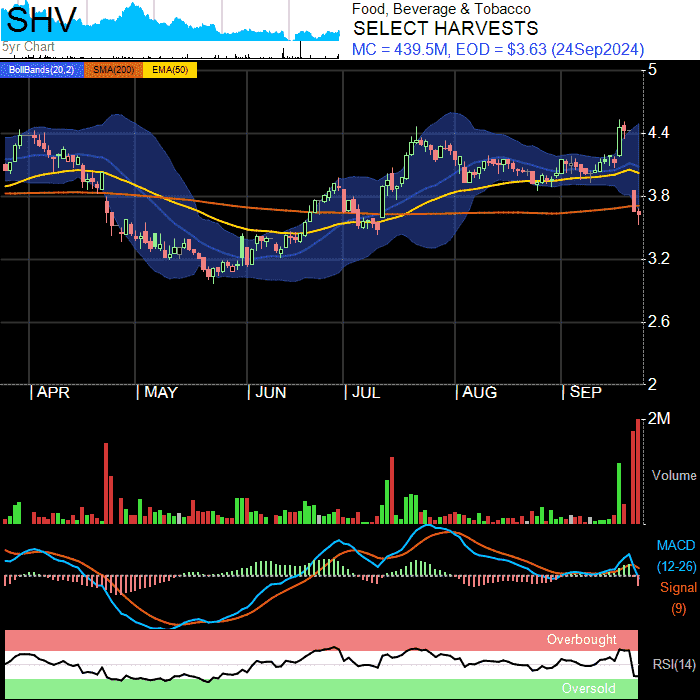 SHV
5yr Chart
Food, Beverage & Tobacco
SELECT HARVESTS
MC = 439.5M, EOD = $3.63 (24Sep2024)
BollBands(20,2) SMA(200) EMA(50)
5
4.4
3.8
3.2
2.6
2
| APR | MAY | JUN | JUL | AUG | SEP
2M
Volume
MACD
(12-26)
Signal
(9)
Overbought
RSI(14)
Oversold